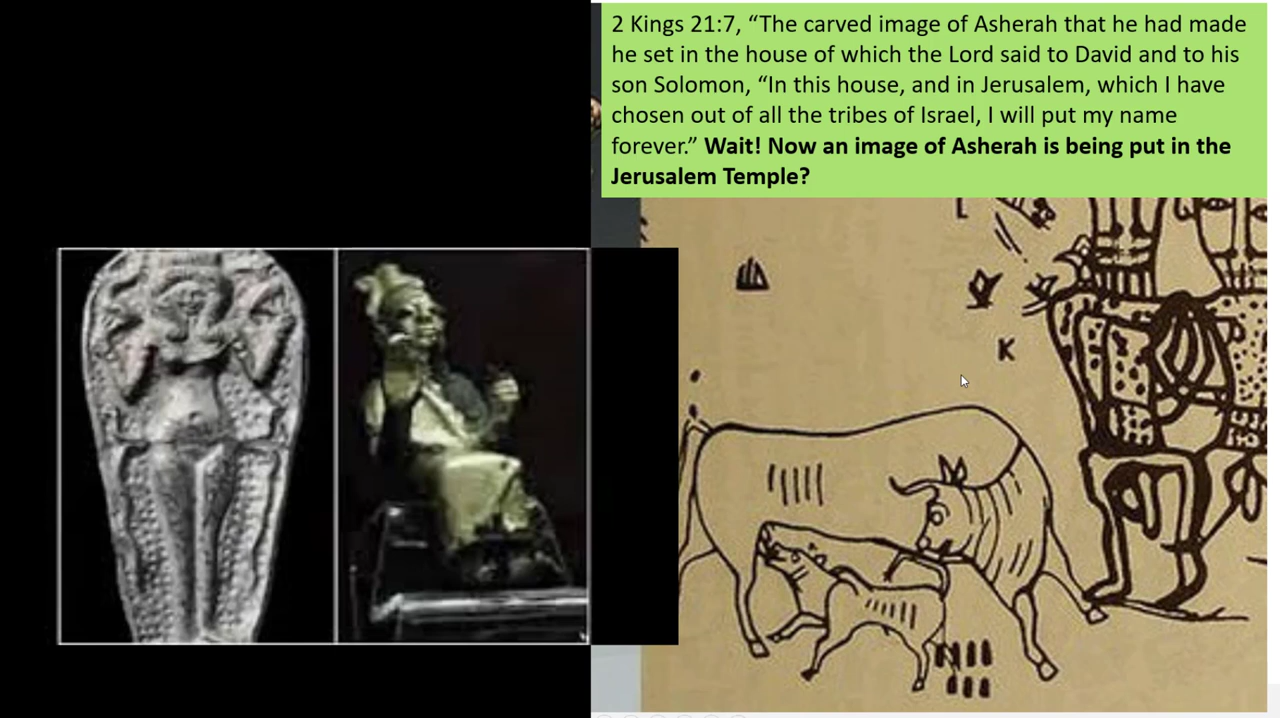 2 Kings 21:7, “The carved image of Asherah that he had made
he set in the house of which the Lord said to David and to his
son Solomon, “In this house, and in Jerusalem, which I have
chosen out of all the tribes of Israel, I will put my name
forever.” Wait! Now an image of Asherah is being put in the
Jerusalem Temple?
L
K